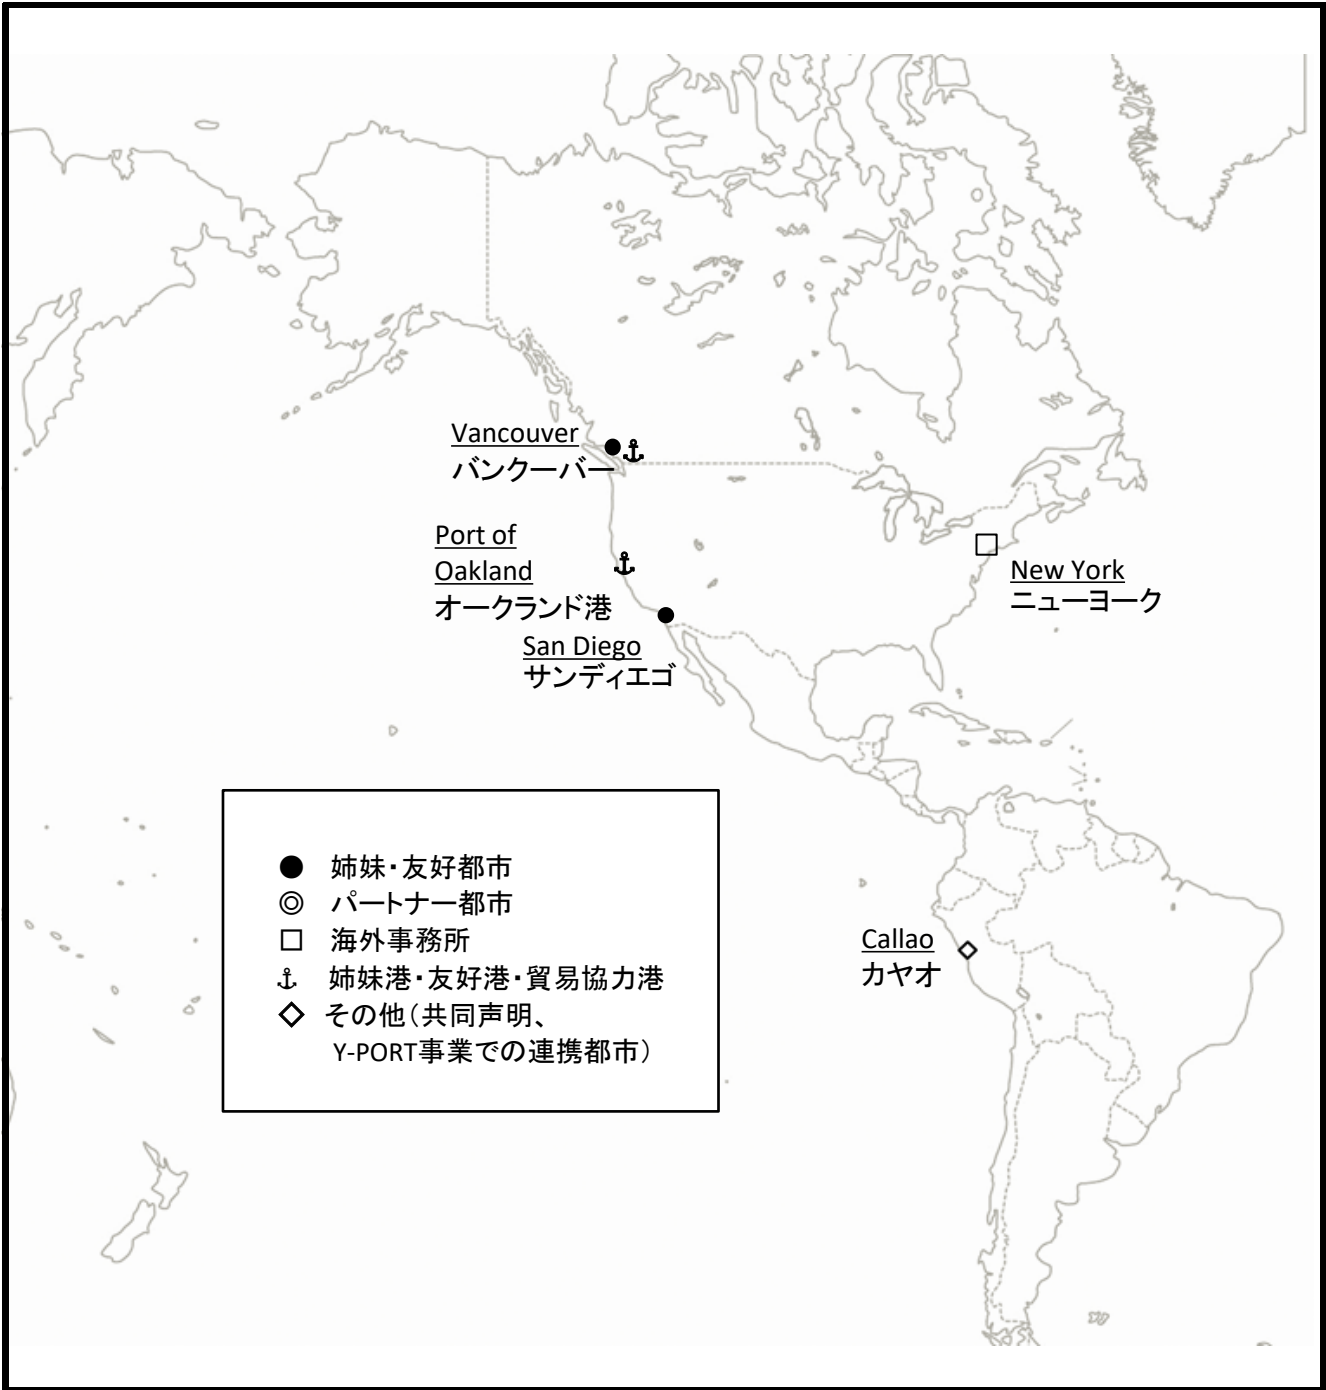 Vancouver
バンクーバー
Port of
Oakland
オークランド港
San Diego
サンディエゴ
New York
ニューヨーク
Callao
カヤオ
● 姉妹・友好都市
◎ パートナー都市
□ 海外事務所
⚓ 姉妹港・友好港・貿易協力港
◇ その他（共同声明、
Y-PORT事業での連携都市）